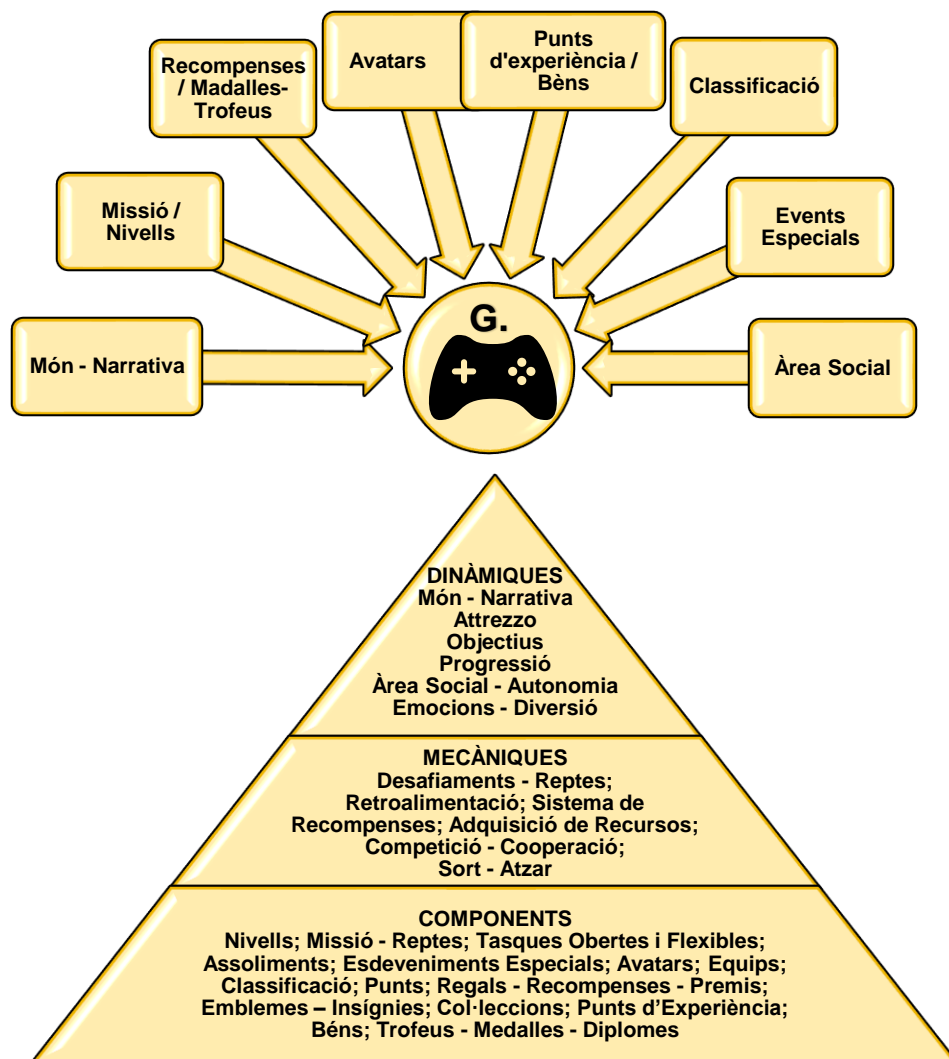 Món - Narrativa
Missió /
Nivells
Recompenses
/ Madalles-
Trofeus
Avatars
Punts
d'experiència /
Bèns
Classificació
Events
Especials
Àrea Social
G.
DINÀMIQUES
Món - Narrativa
Attrezzo
Objectius
Progressió
Àrea Social - Autonomia
Emocions - Diversió
MECÀNIQUES
Desafiaments - Reptes;
Retroalimentació; Sistema de
Recompenses; Adquisició de Recursos;
Competició - Cooperació;
Sort - Atzar
COMPONENTS
Nivells; Missió - Reptes; Tasques Obertes i Flexibles;
Assoliments; Esdeveniments Especials; Avatars; Equips;
Classificació; Punts; Regals - Recompenses - Premis;
Emblemes – Insígnies; Col·leccions; Punts d’Experiència;
Béns; Trofeus - Medalles - Diplomes